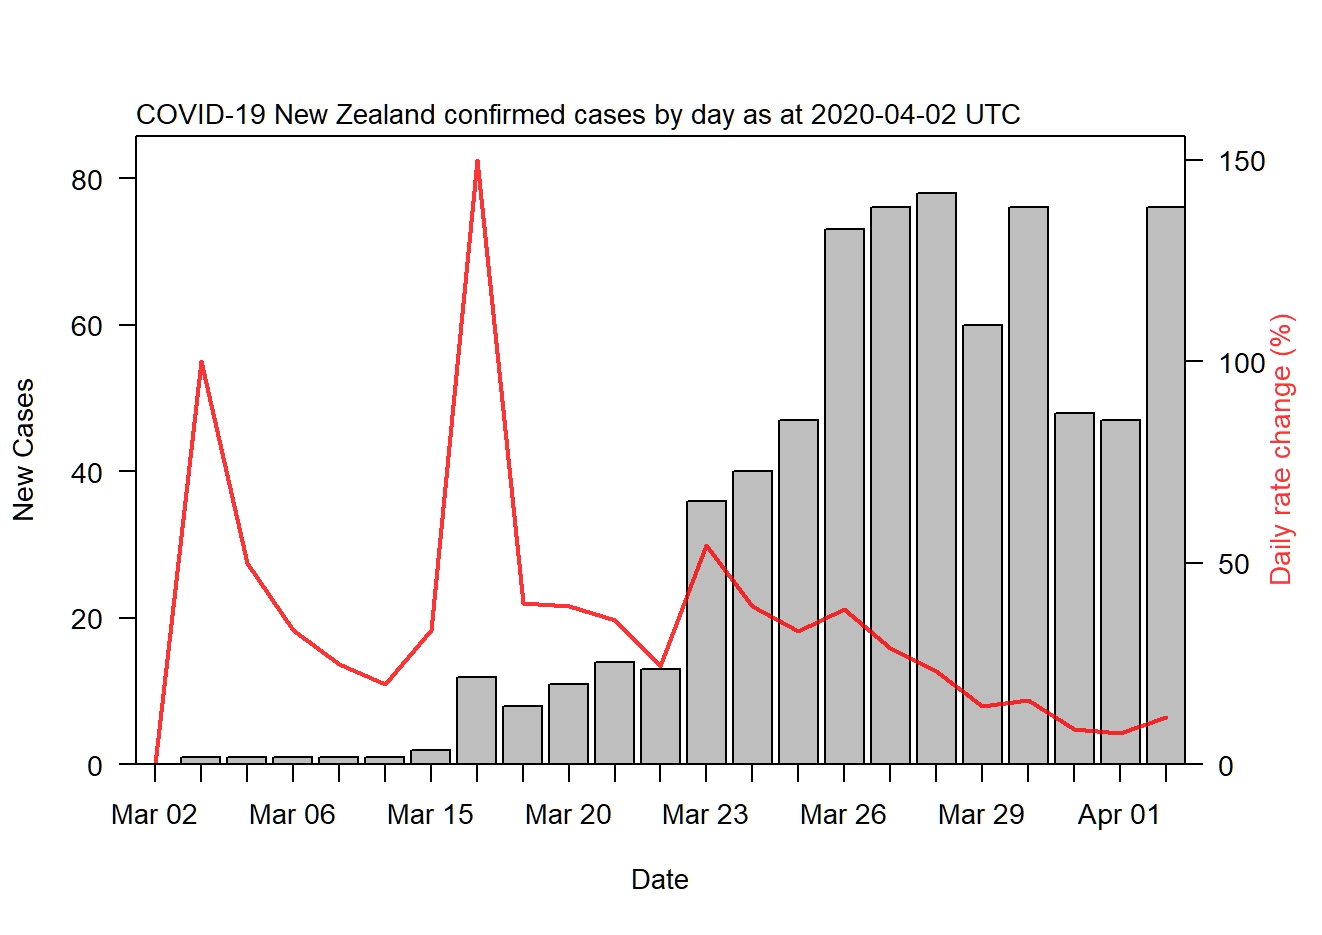 COVID-19 New Zealand confirmed cases by day as at 2020-04-02 UTC
80
60
40
20
0
New Cases
150
100
50
0
Daily rate change (%)
Mar 02 Mar 06 Mar 15 Mar 20 Mar 23 Mar 26 Mar 29 Apr 01
Date